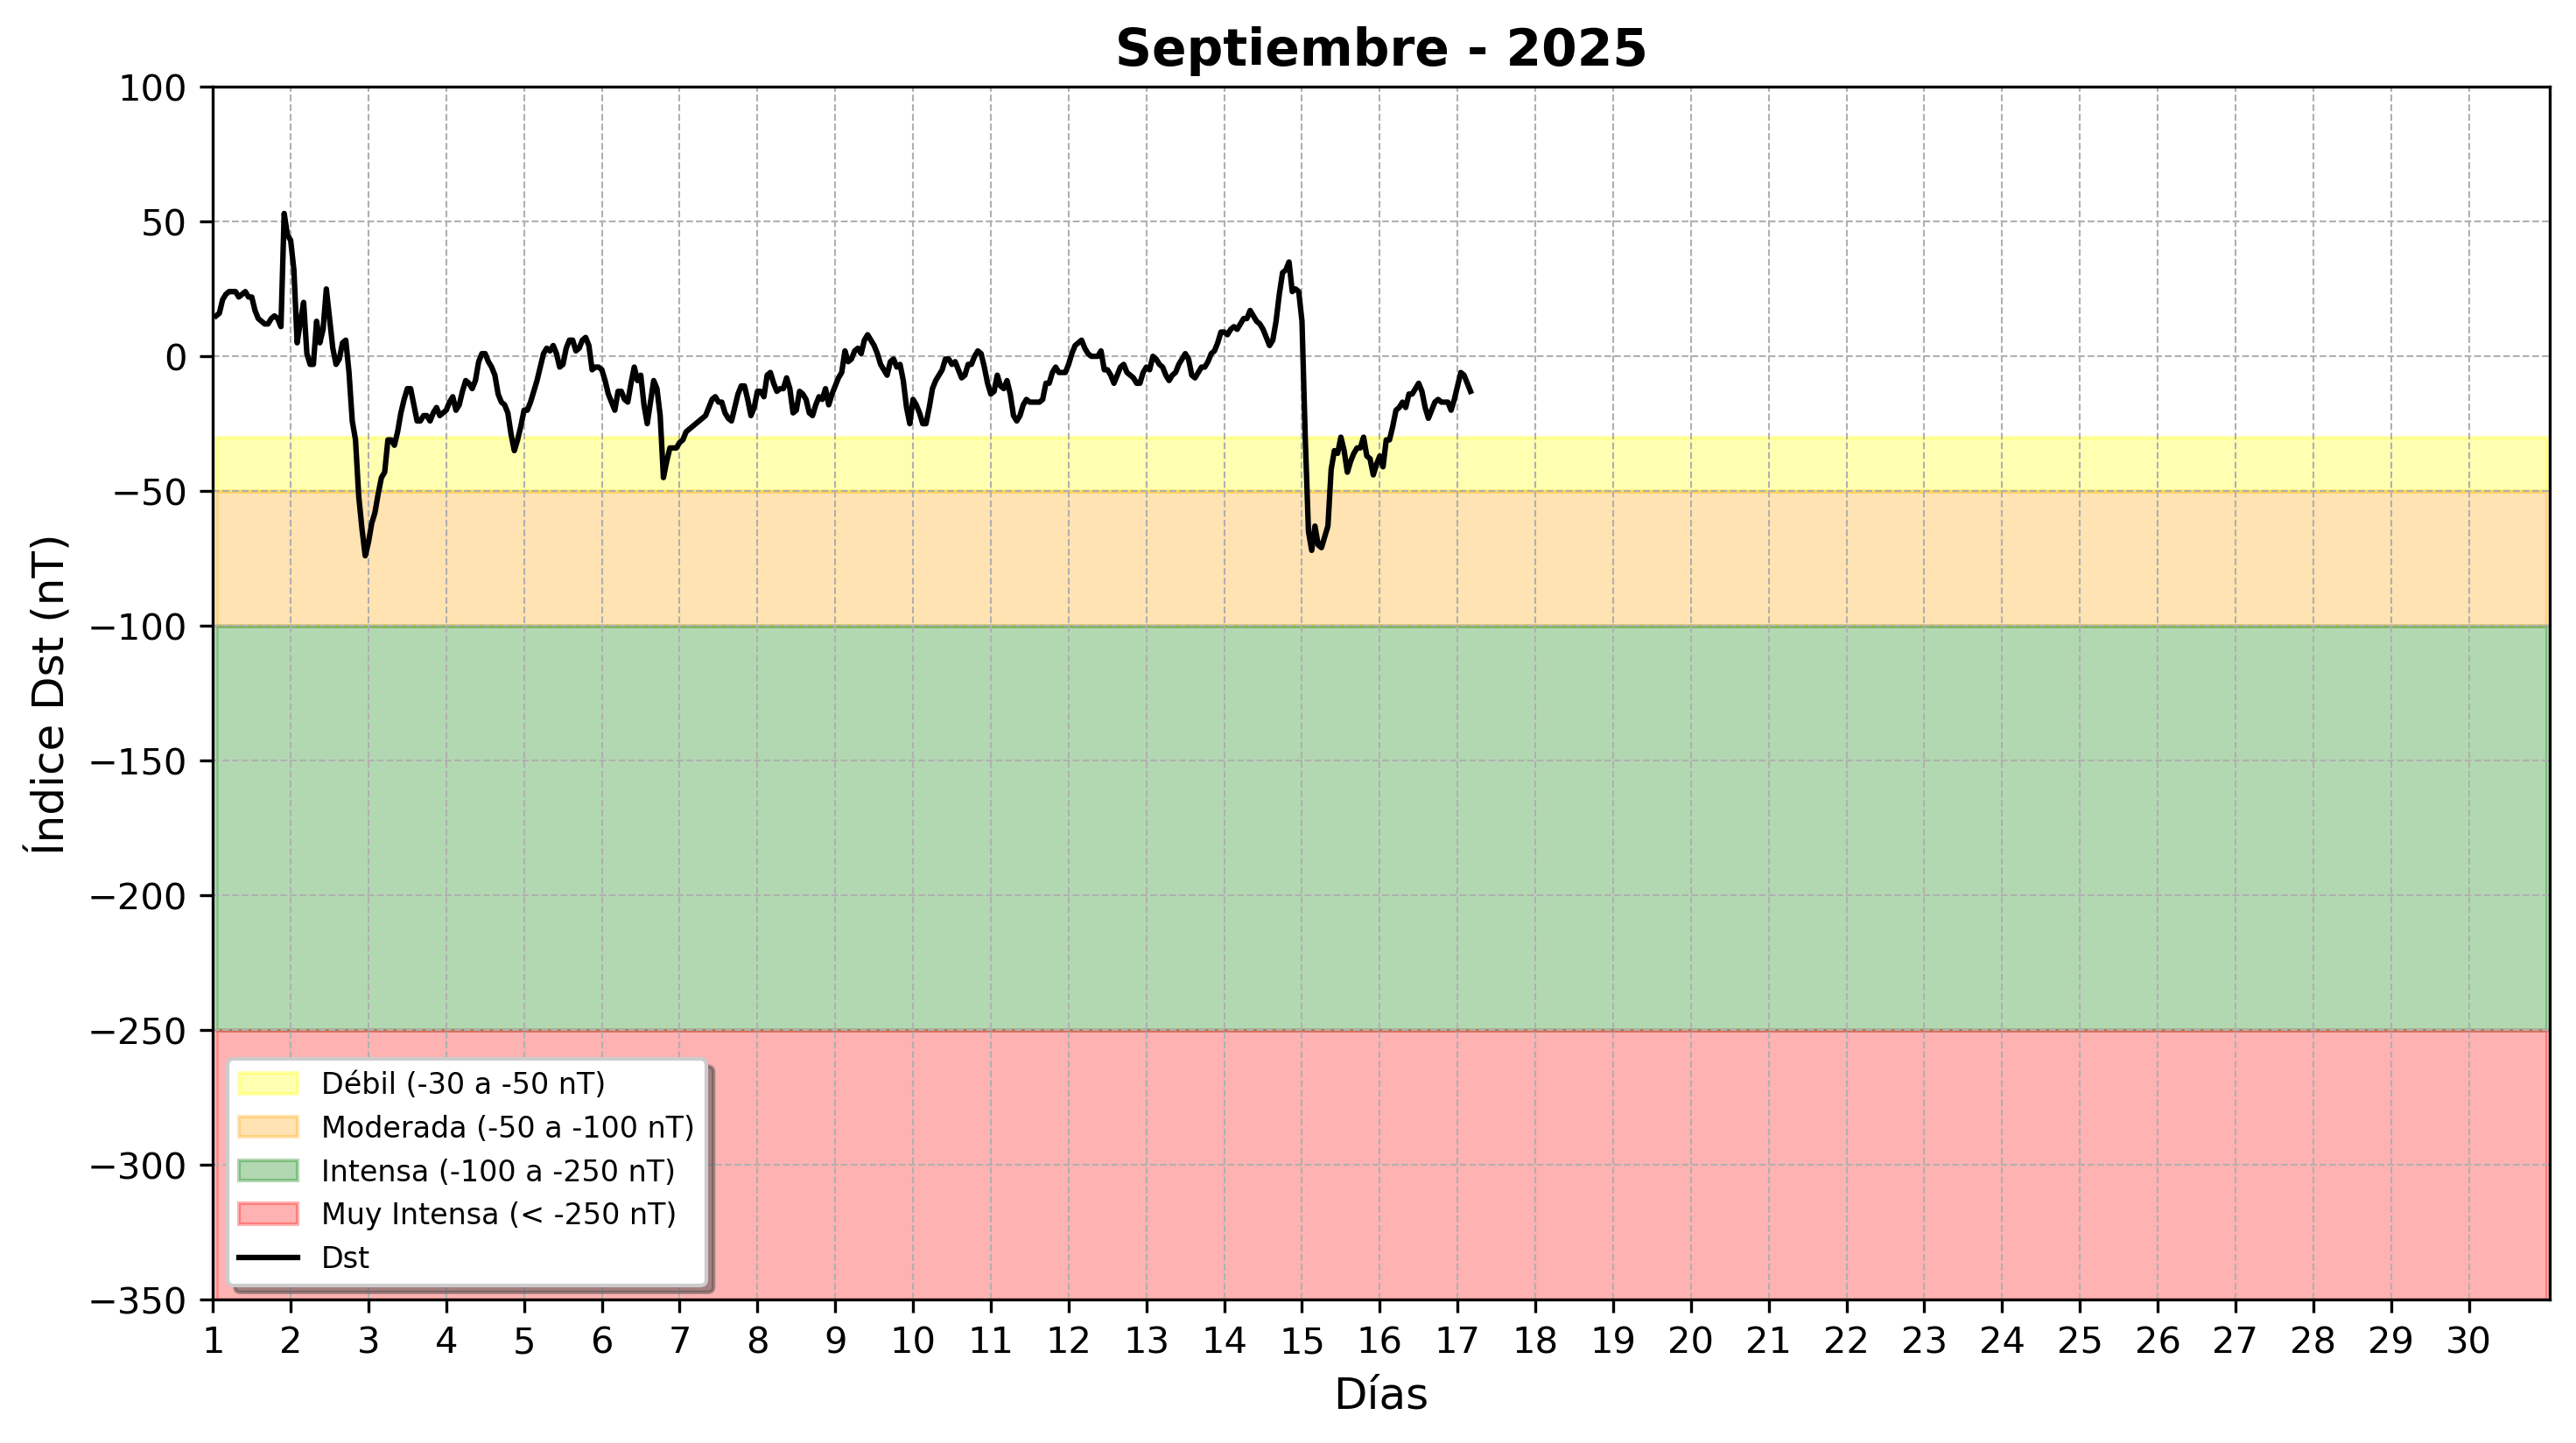 Septiembre - 2025
100
50
0
−50
−100
−150
−200
−250
−300
−350
Índice Dst (nT)
Débil (-30 a -50 nT)
Moderada (-50 a -100 nT)
Intensa (-100 a -250 nT)
Muy Intensa (< -250 nT)
Dst
1 2 3 4 5 6 7 8 9 10 11 12 13 14 15 16 17 18 19 20 21 22 23 24 25 26 27 28 29 30
Días